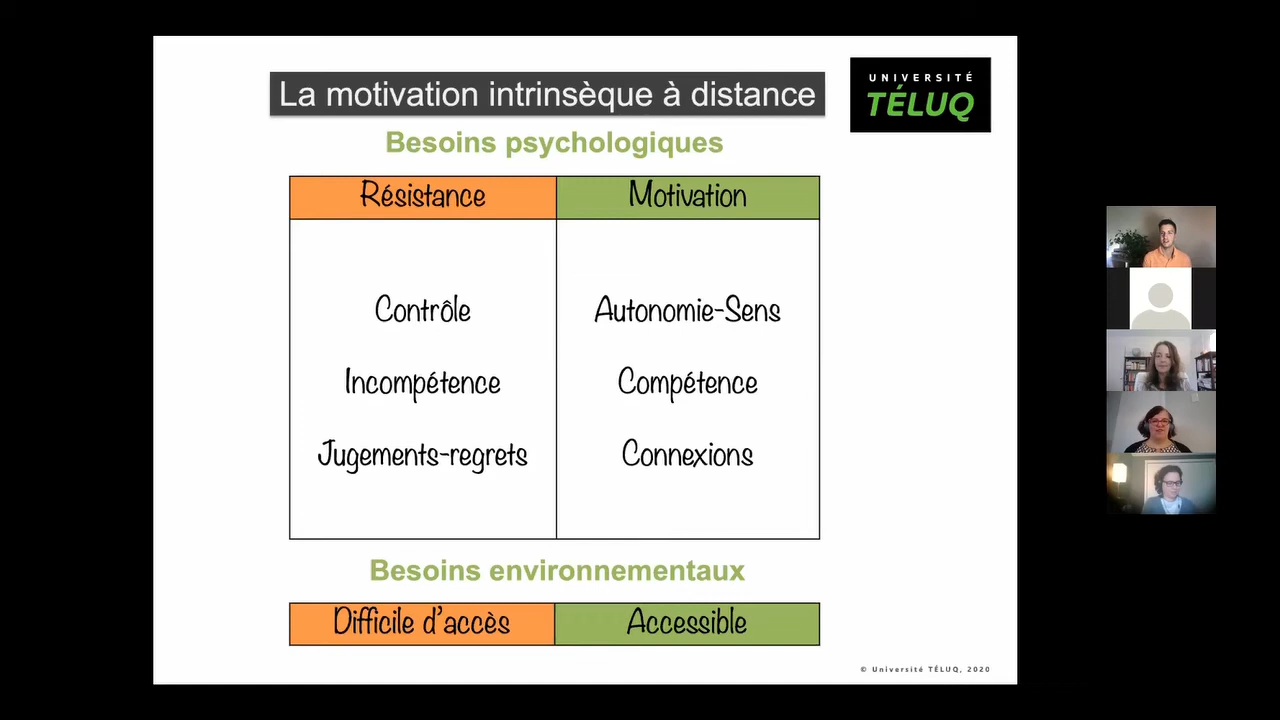 La motivation intrinsèque à distance
UNIVERSITÉ
TÉLUQ
Besoins psychologiques
Résistance
Motivation
Contrôle
Autonomie-Sens
Incompétence
Compétence
Jugements-regrets
Connexions
Besoins environnementaux
Difficile d'accès
Accessible
© Université TÉLUQ, 2020